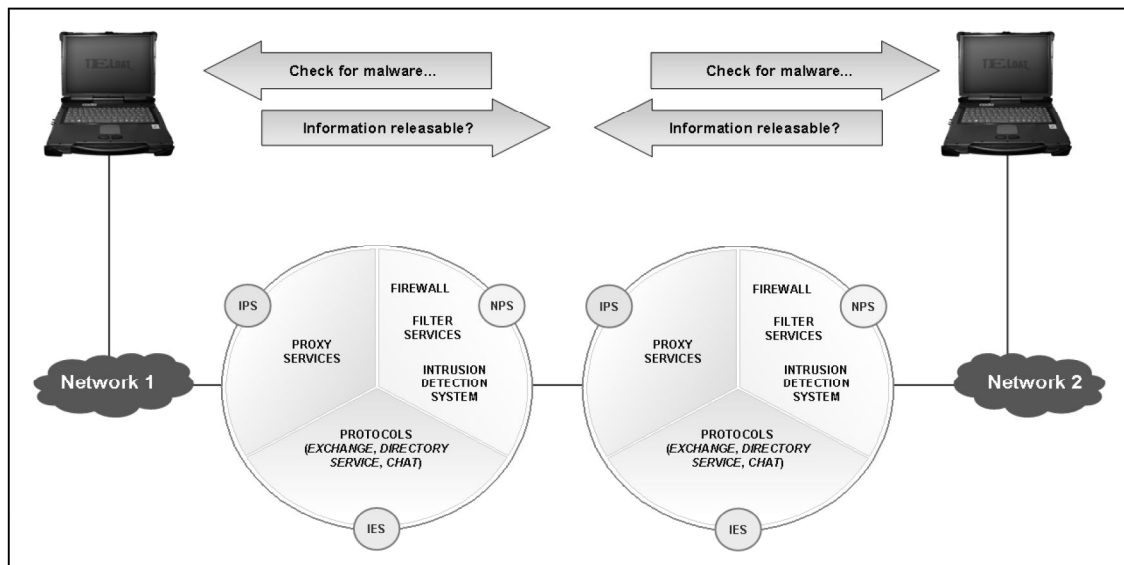 Check for malware...
Check for malware...
Information releasable?
Information releasable?
IPS
FIREWALL
NPS
FILTER
SERVICES
PROXY
SERVICES
INTRUSION
DETECTION
SYSTEM
PROTOCOLS
(EXCHANGE, DIRECTORY
SERVICE, CHAT)
IES
IPS
FIREWALL
NPS
FILTER
SERVICES
PROXY
SERVICES
INTRUSION
DETECTION
SYSTEM
PROTOCOLS
(EXCHANGE, DIRECTORY
SERVICE, CHAT)
IES
Network 1
Network 2